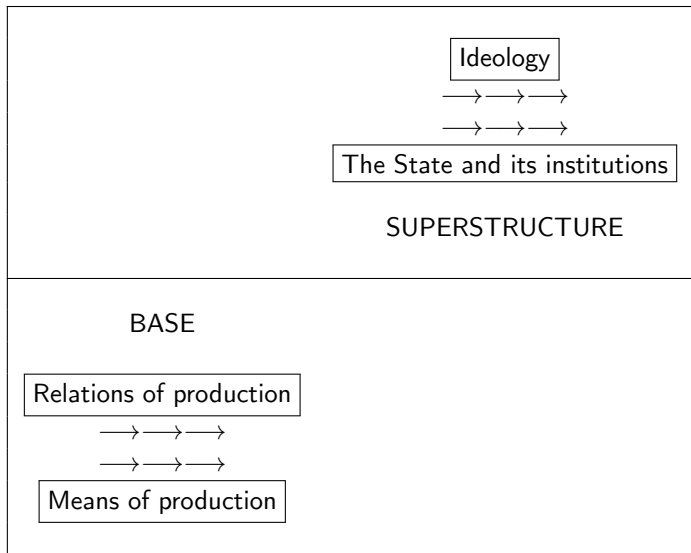 Ideology
The State and its institutions
SUPERSTRUCTURE
BASE
Relations of production
Means of production